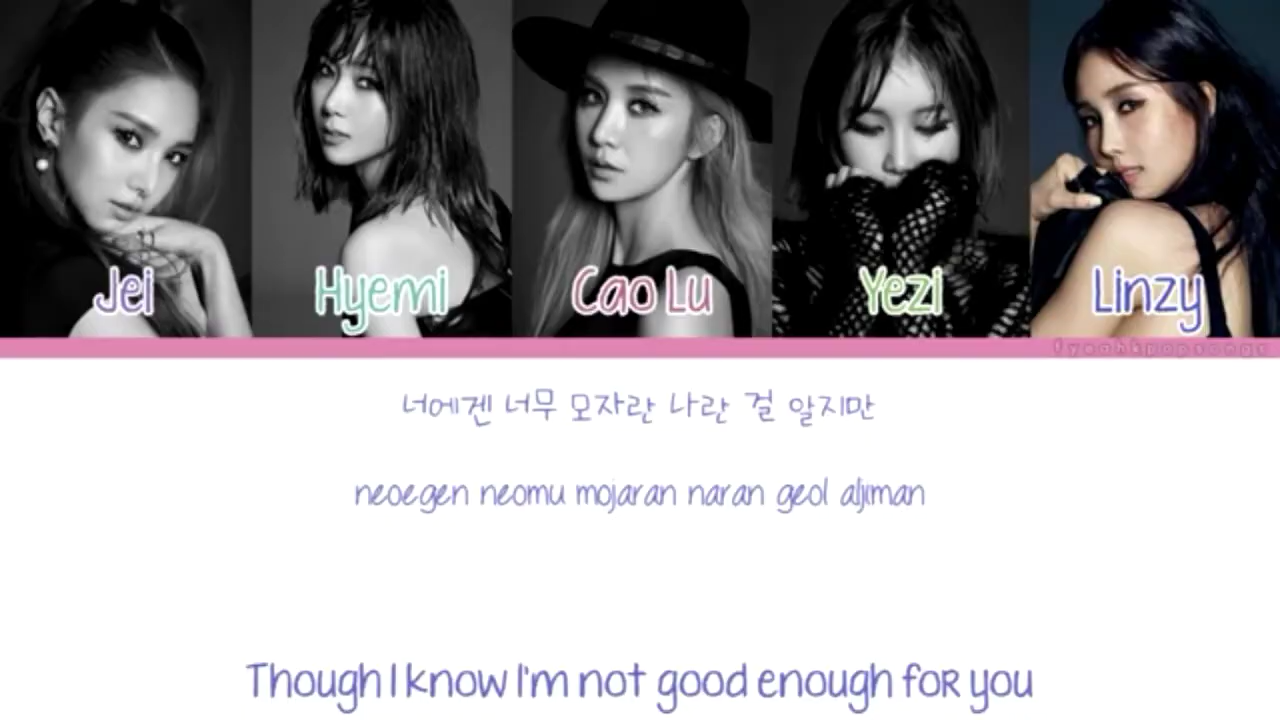 Jei Hyemi Cao Lu Yezi Linzy
fyeahkpopsongs
너에겐 너무 모자란 나란 걸 알지만
neoegen neomu mojaran naran geol aljiman
Though I know I'm not good enough foR you